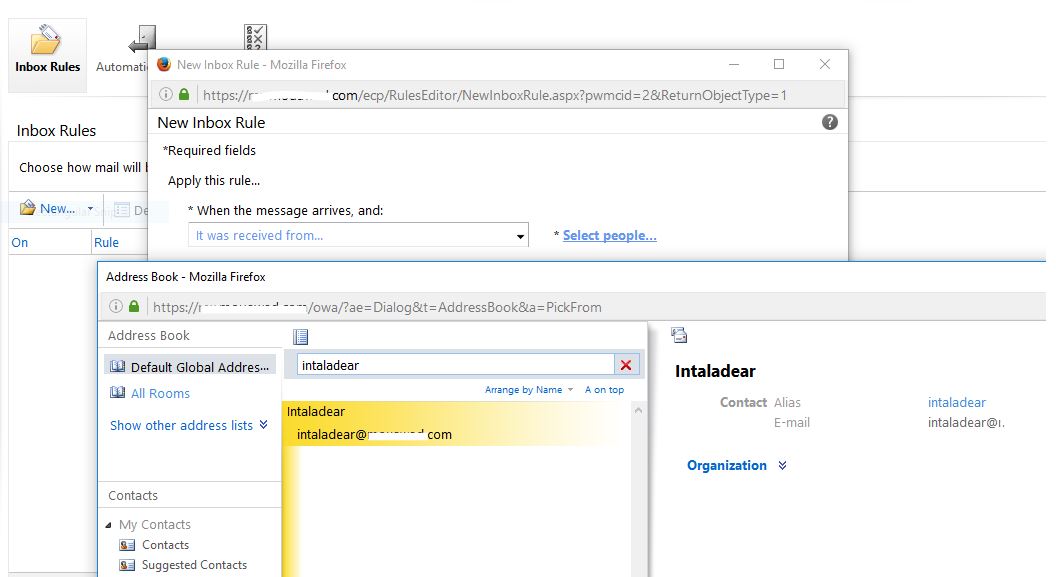 Inbox Rules
Automati
New Inbox Rule - Mozilla Firefox
https://r com/ecp/RulesEditor/NewInboxRule.aspx?pwmcid=2&ReturnObjectType=1
New Inbox Rule
*Required fields
Inbox Rules
Choose how mail will b
Apply this rule...
New...
De
* When the message arrives, and:
It was received from...
* Select people...
On
Rule
Address Book - Mozilla Firefox
https://r .com/owa/?ae=Dialog&t=AddressBook&a=PickFrom
Address Book
Default Global Addres...
All Rooms
Show other address lists
Contacts
My Contacts
Contacts
Suggested Contacts
intaladear
Arrange by Name
A on top
Intaladear
intaladear@ com
Intaladear
Contact Alias intaladear
E-mail intaladear@
Organization